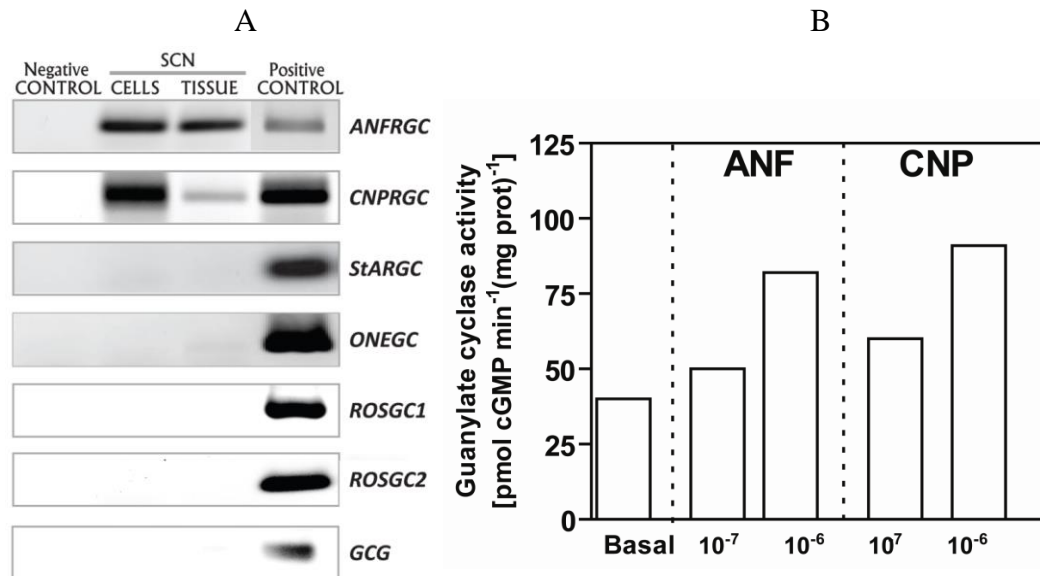 A
B
SCN
Negative CONTROL
CELLS
TISSUE
Positive CONTROL
ANFRGC
CNPRGC
StARGC
ONEGC
ROSGC1
ROSGC2
GCG
Guanylate cyclase activity
[pmol cGMP min⁻¹(mg prot)⁻¹]
125
100
75
50
25
0
ANF
CNP
Basal 10⁻⁷ 10⁻⁶ 10⁷ 10⁻⁶